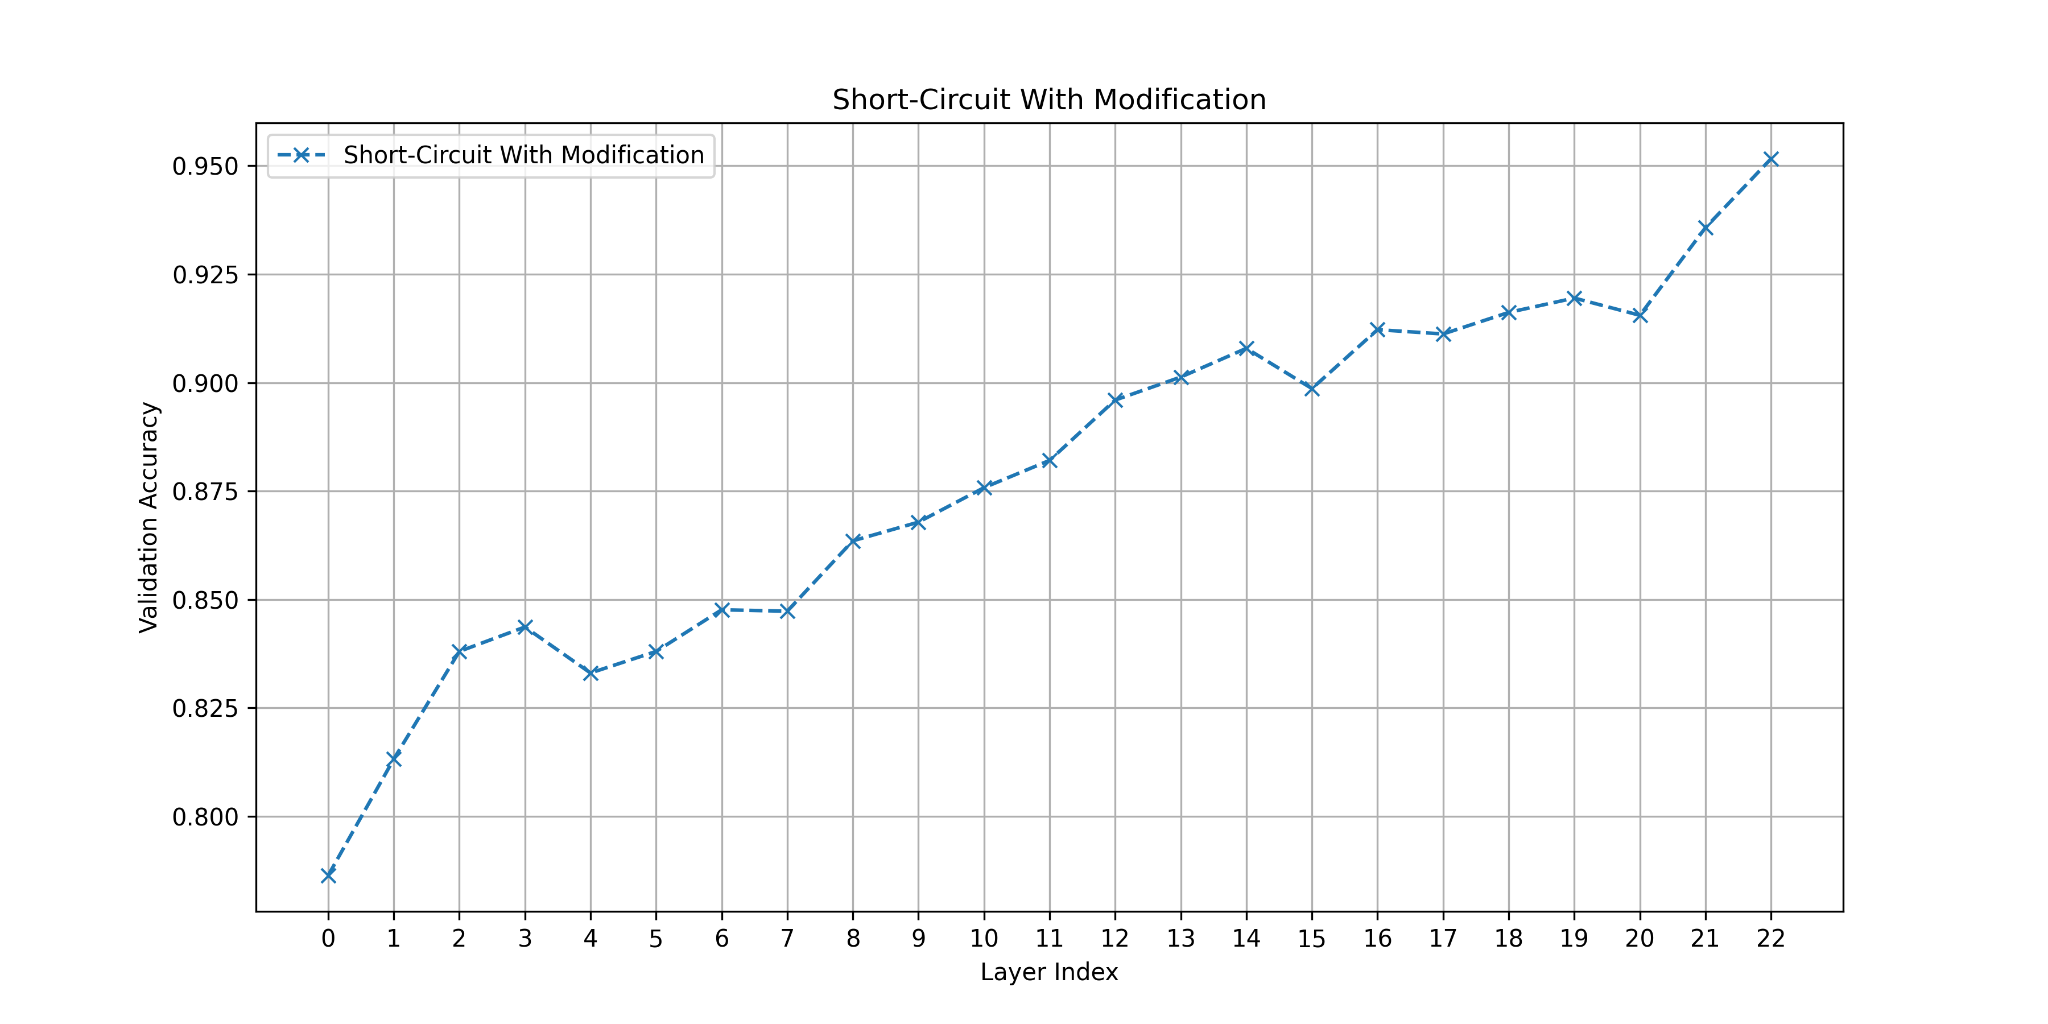 Short-Circuit With Modification
Short-Circuit With Modification
0.950
0.925
0.900
0.875
0.850
0.825
0.800
Validation Accuracy
0 1 2 3 4 5 6 7 8 9 10 11 12 13 14 15 16 17 18 19 20 21 22
Layer Index